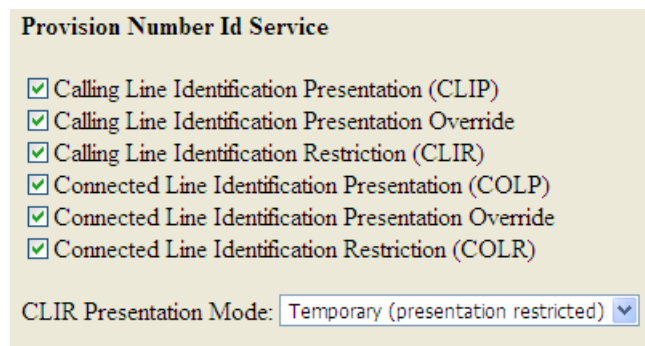 Provision Number Id Service
Calling Line Identification Presentation (CLIP)
Calling Line Identification Presentation Override
Calling Line Identification Restriction (CLIR)
Connected Line Identification Presentation (COLP)
Connected Line Identification Presentation Override
Connected Line Identification Restriction (COLR)
CLIR Presentation Mode: Temporary (presentation restricted)